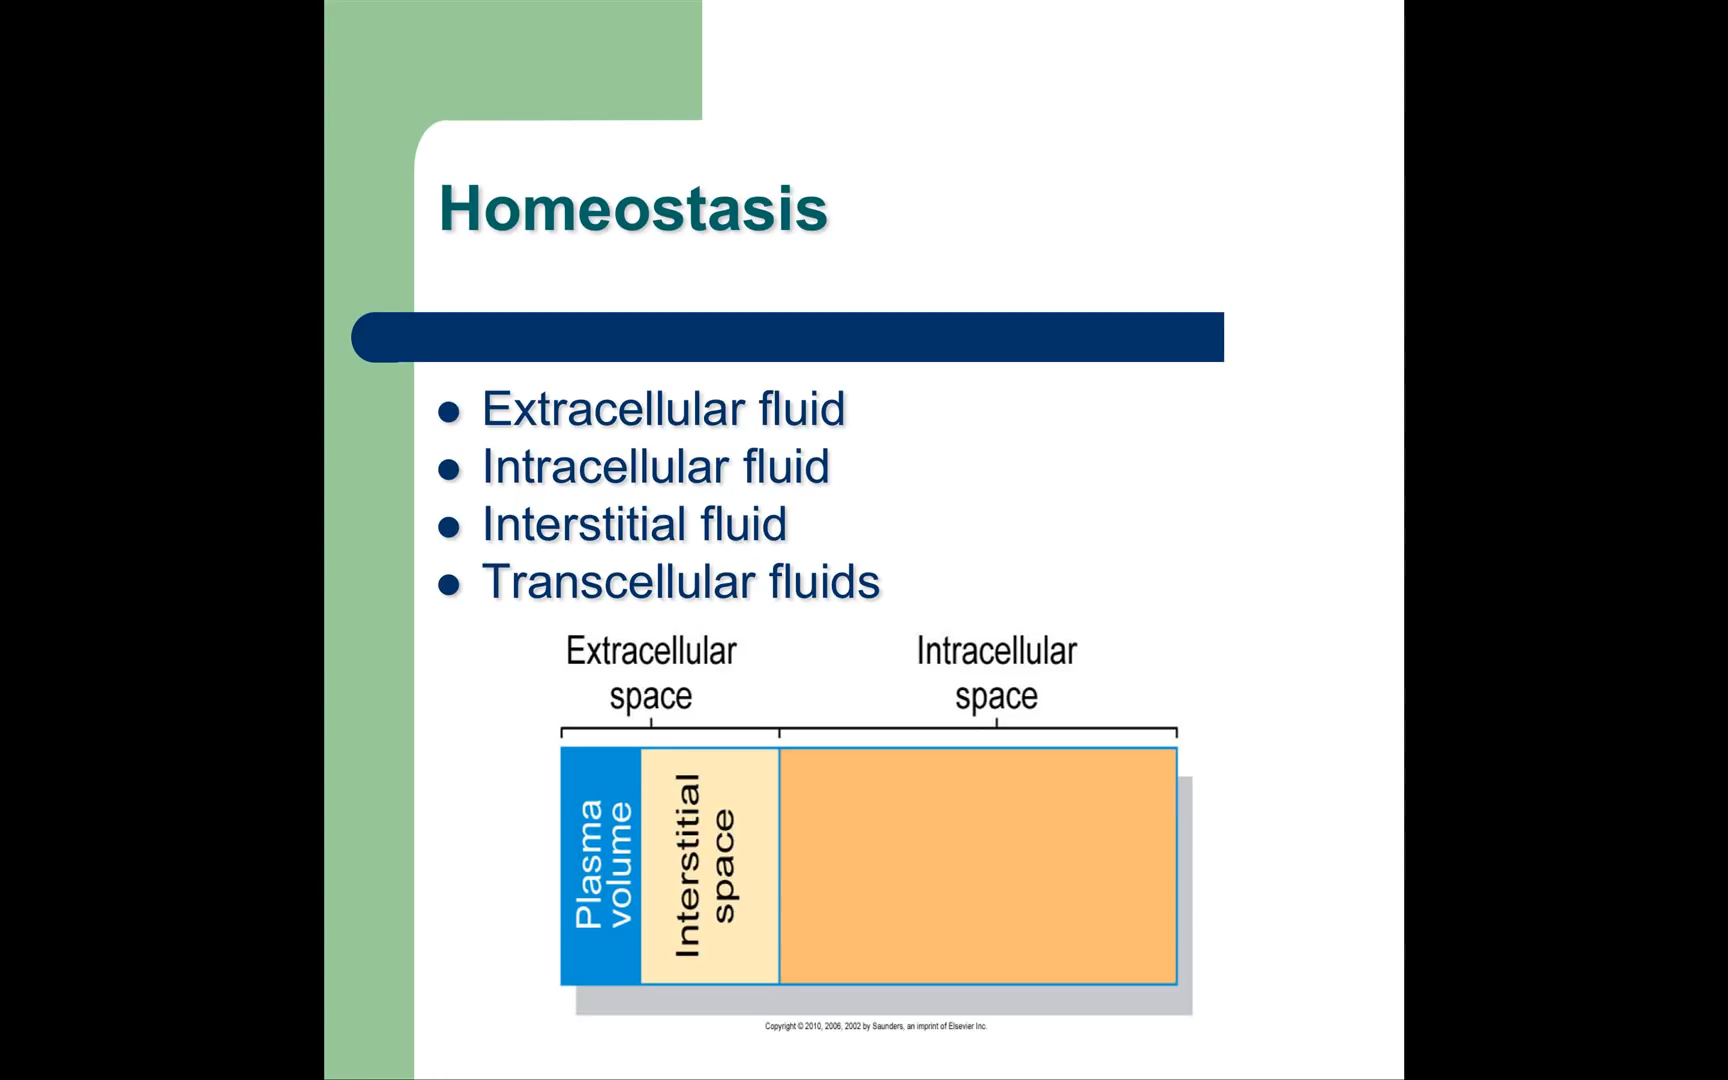 Homeostasis
Extracellular fluid
Intracellular fluid
Interstitial fluid
Transcellular fluids
Extracellular
space
Intracellular
space
Plasma
volume
Interstitial
space
Copyright © 2010, 2006, 2002 by Saunders, an imprint of Elsevier Inc.